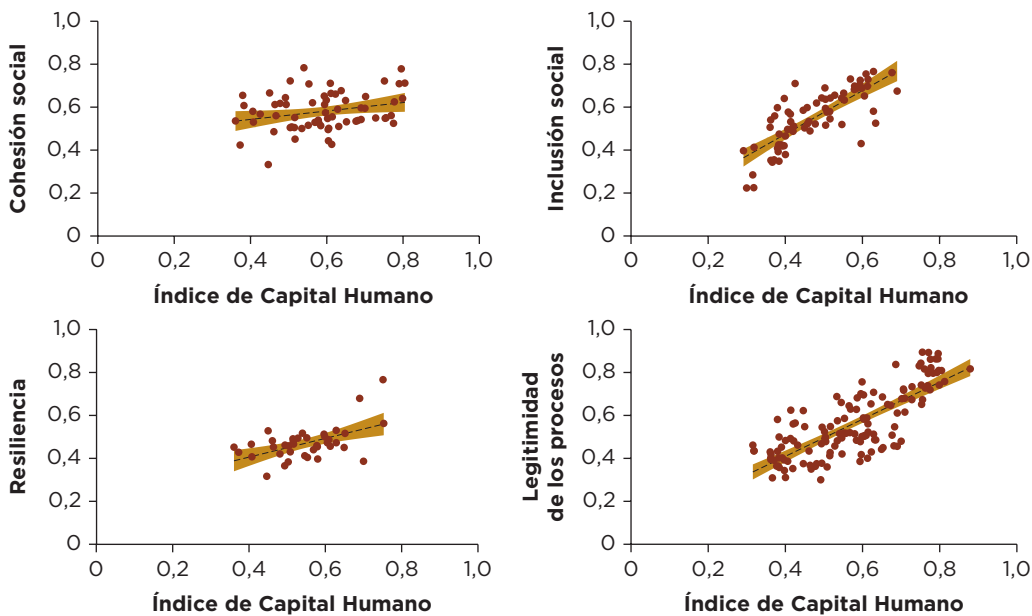 1,0
0,8
0,6
0,4
0,2
0
Cohesión social
0 0,2 0,4 0,6 0,8 1,0
Índice de Capital Humano
1,0
0,8
0,6
0,4
0,2
0
Inclusión social
0 0,2 0,4 0,6 0,8 1,0
Índice de Capital Humano
1,0
0,8
0,6
0,4
0,2
0
Resiliencia
0 0,2 0,4 0,6 0,8 1,0
Índice de Capital Humano
1,0
0,8
0,6
0,4
0,2
0
Legitimidad
de los procesos
0 0,2 0,4 0,6 0,8 1,0
Índice de Capital Humano